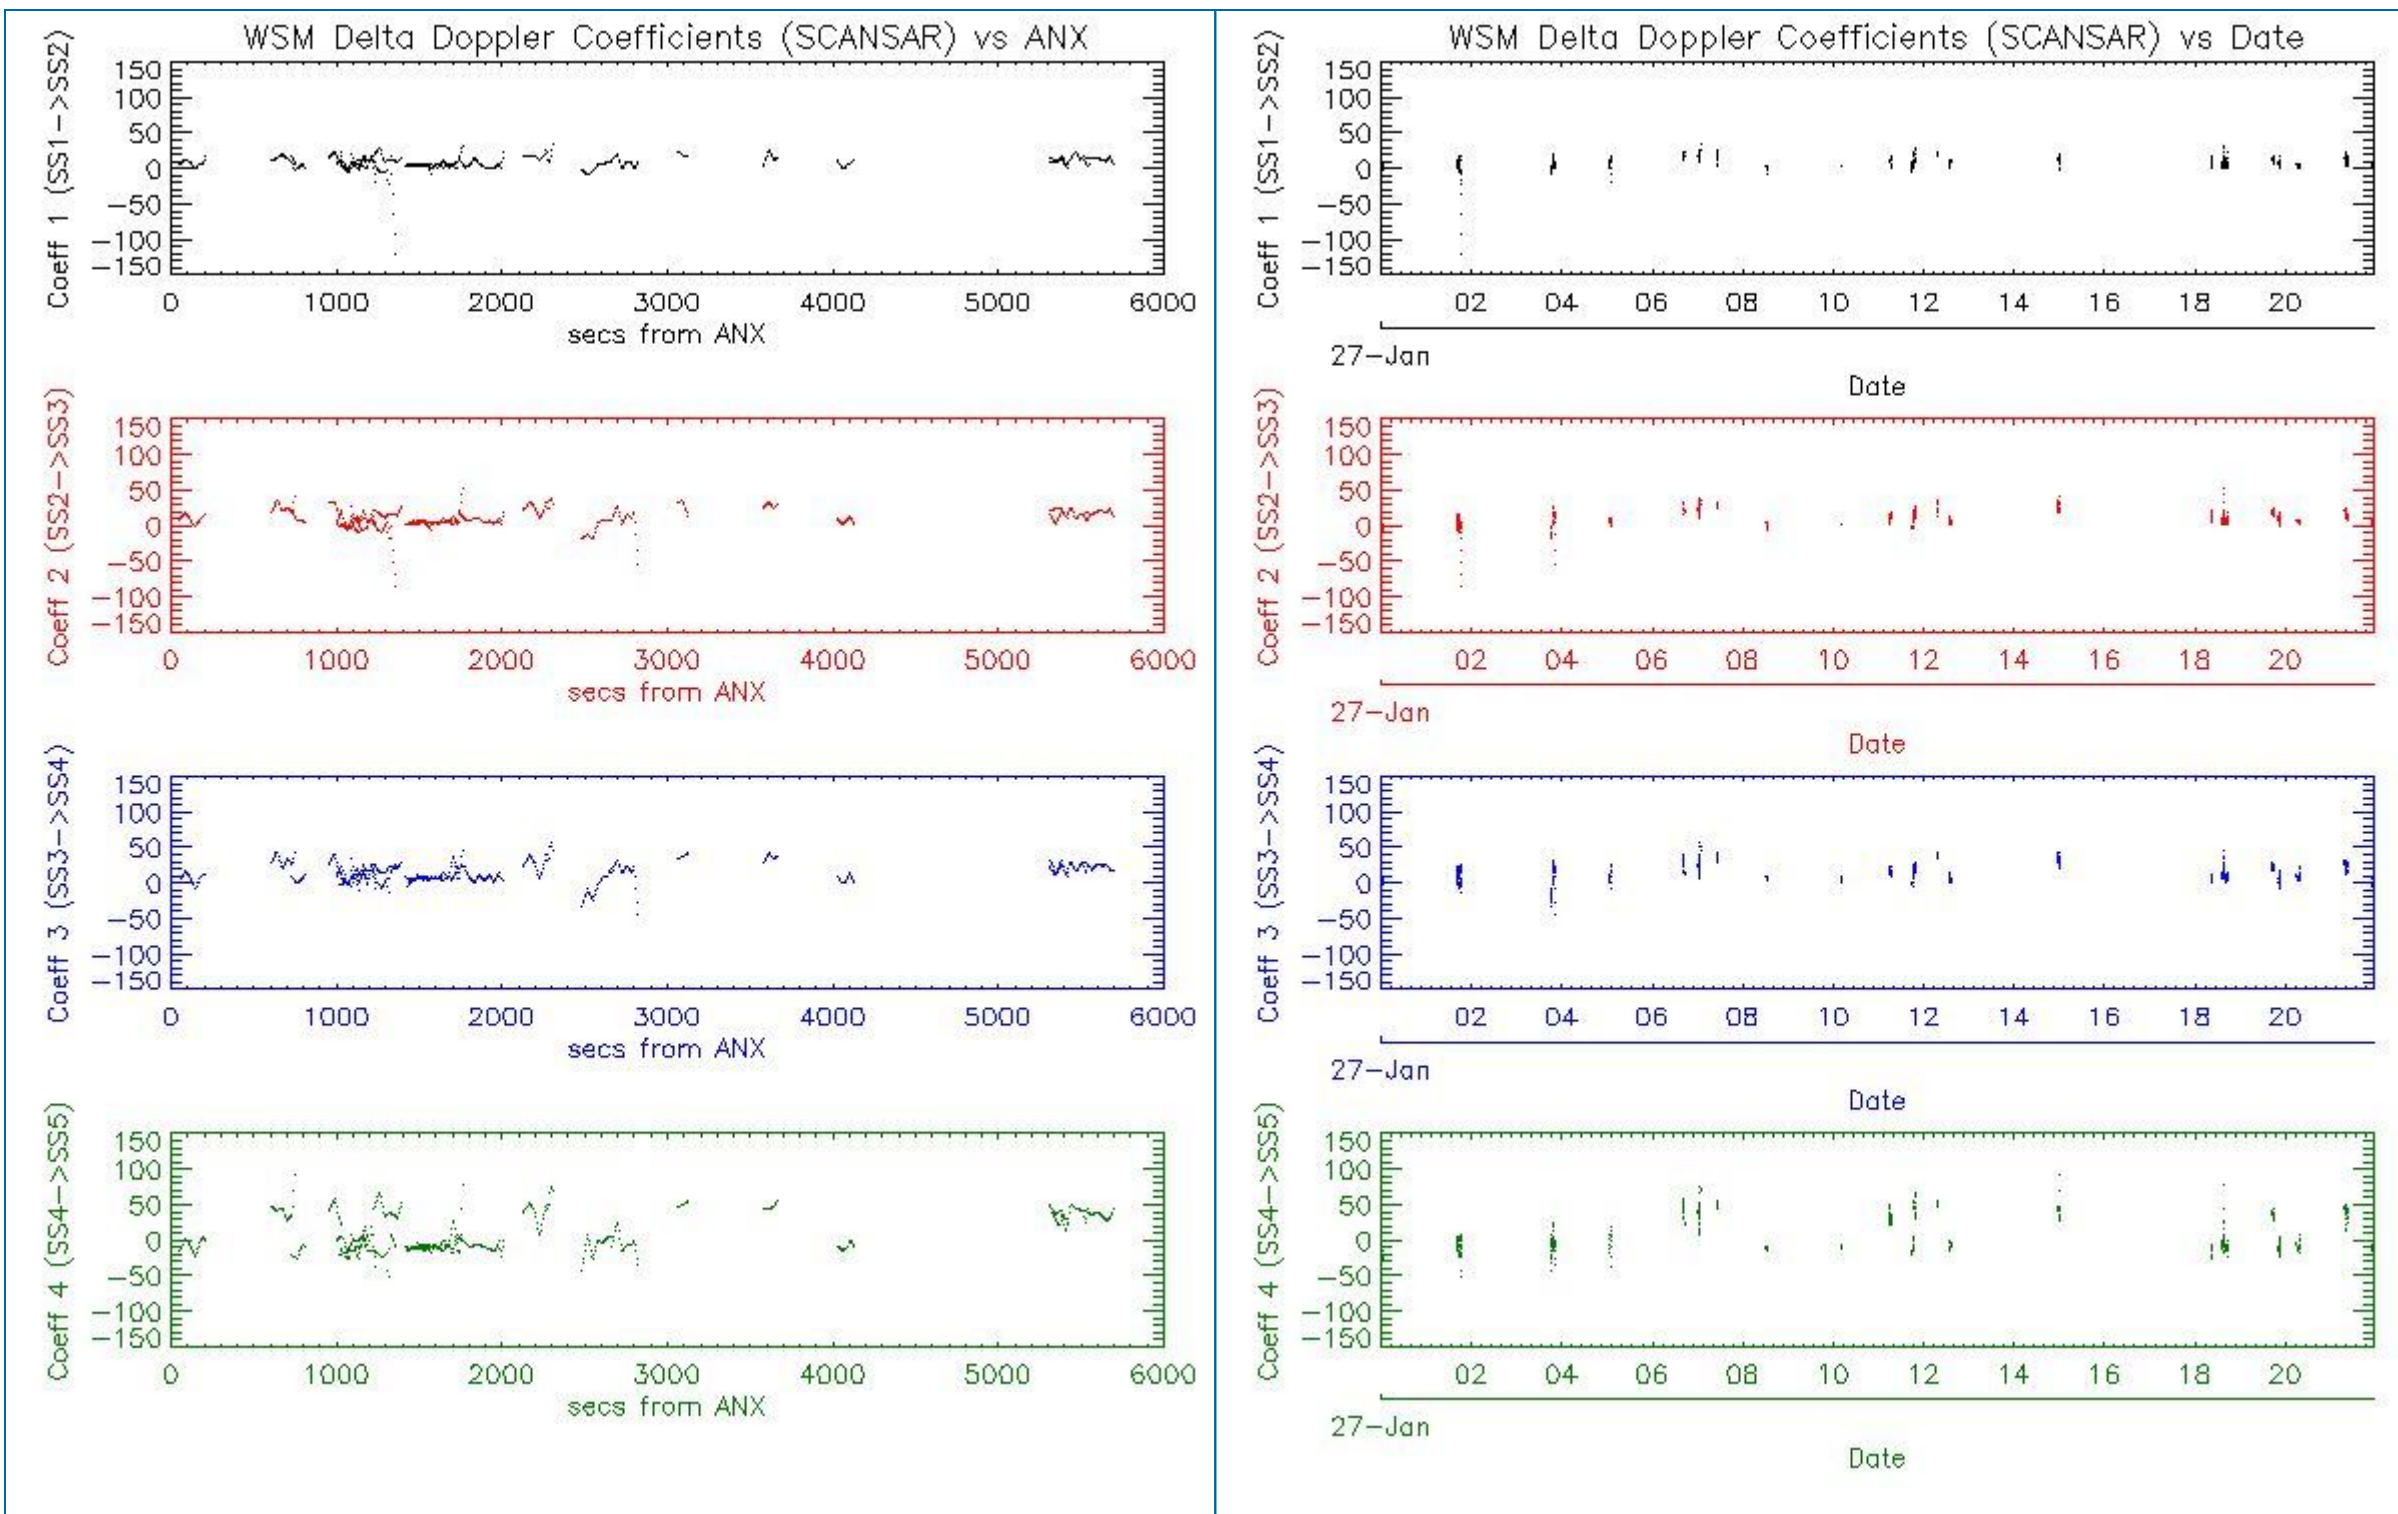 WSM Delta Doppler Coefficients (SCANSAR) vs ANX
Coeff 1 (SS1->SS2)
150
100
50
0
-50
-100
-150
0 1000 2000 3000 4000 5000 6000
secs from ANX
Coeff 2 (SS2->SS3)
150
100
50
0
-50
-100
-150
0 1000 2000 3000 4000 5000 6000
secs from ANX
Coeff 3 (SS3->SS4)
150
100
50
0
-50
-100
-150
0 1000 2000 3000 4000 5000 6000
secs from ANX
Coeff 4 (SS4->SS5)
150
100
50
0
-50
-100
-150
0 1000 2000 3000 4000 5000 6000
secs from ANX
WSM Delta Doppler Coefficients (SCANSAR) vs Date
Coeff 1 (SS1->SS2)
150
100
50
0
-50
-100
-150
02 04 06 08 10 12 14 16 18 20
27-Jan
Date
Coeff 2 (SS2->SS3)
150
100
50
0
-50
-100
-150
02 04 06 08 10 12 14 16 18 20
27-Jan
Date
Coeff 3 (SS3->SS4)
150
100
50
0
-50
-100
-150
02 04 06 08 10 12 14 16 18 20
27-Jan
Date
Coeff 4 (SS4->SS5)
150
100
50
0
-50
-100
-150
02 04 06 08 10 12 14 16 18 20
27-Jan
Date